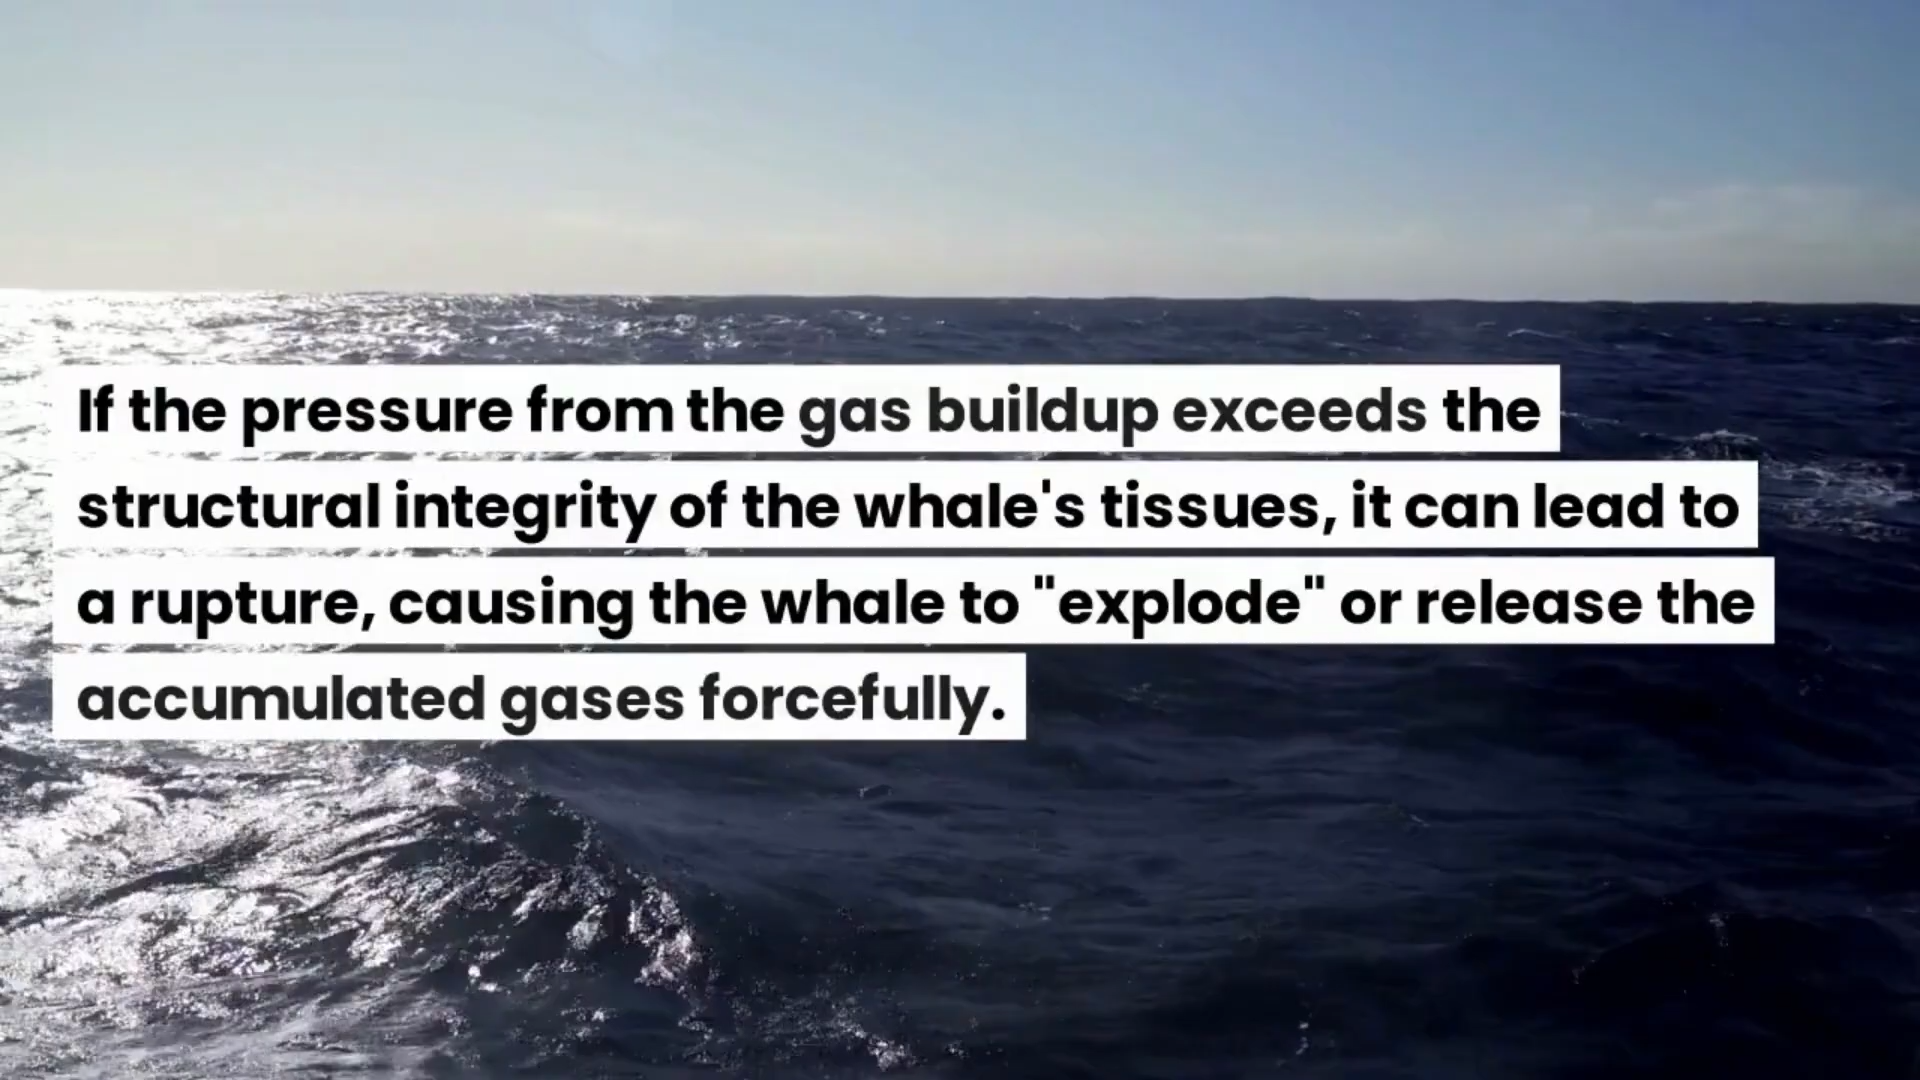 If the pressure from the gas buildup exceeds the
structural integrity of the whale's tissues, it can lead to
a rupture, causing the whale to "explode" or release the
accumulated gases forcefully.